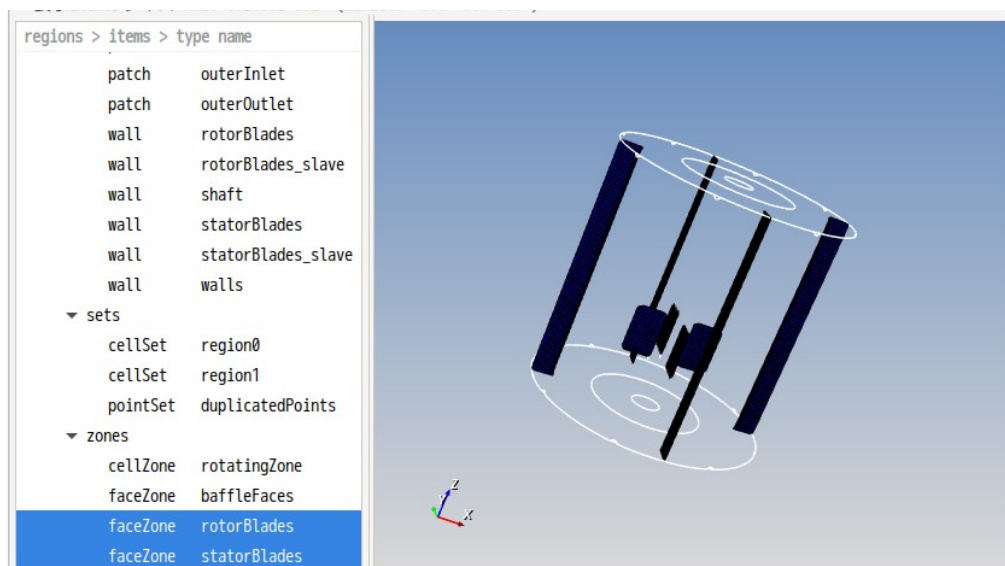 regions > items > type name
patch outerInlet
patch outerOutlet
wall rotorBlades
wall rotorBlades_slave
wall shaft
wall statorBlades
wall statorBlades_slave
wall walls
sets
cellSet region0
cellSet region1
pointSet duplicatedPoints
zones
cellZone rotatingZone
faceZone baffleFaces
faceZone rotorBlades
faceZone statorBlades
Z
X